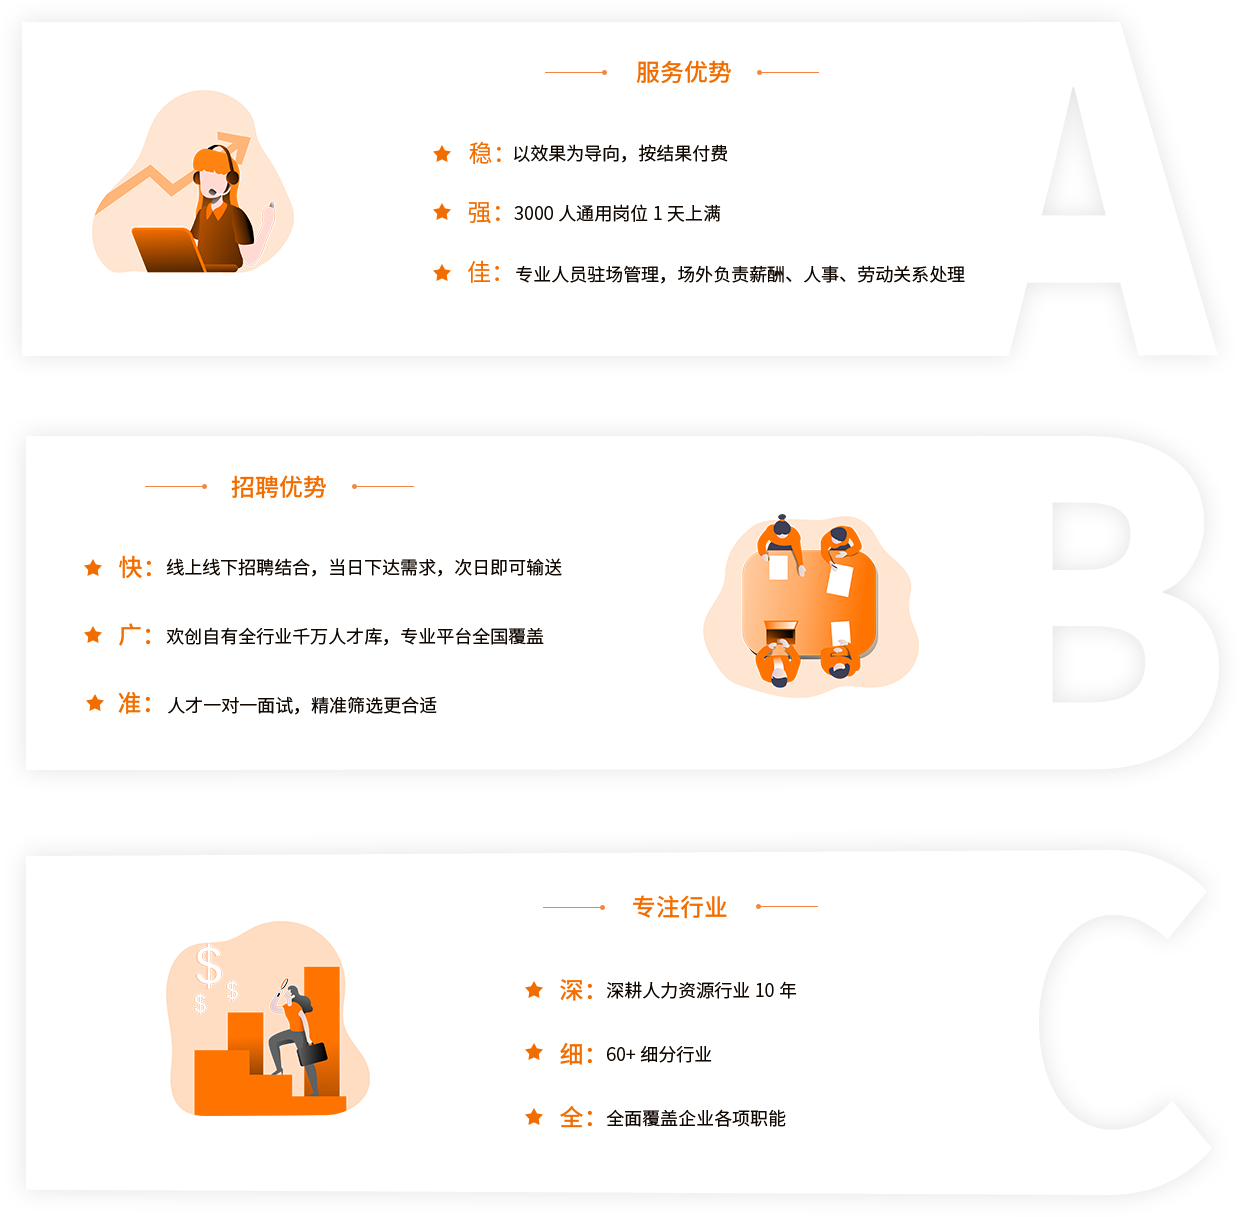 服务优势
稳：以效果为导向，按结果付费
强：3000 人通用岗位 1 天上满
佳：专业人员驻场管理，场外负责薪酬、人事、劳动关系处理
A
招聘优势
快：线上线下招聘结合，当日下达需求，次日即可输送
广：欢创自有全行业千万人才库，专业平台全国覆盖
准：人才一对一面试，精准筛选更合适
B
专注行业
$
$
$
深：深耕人力资源行业 10 年
细：60+ 细分行业
全：全面覆盖企业各项职能
C